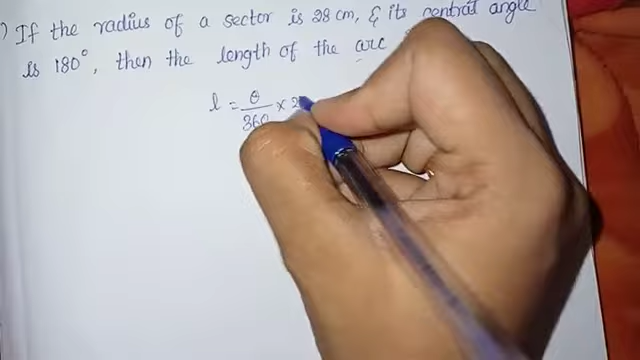 ) If the radius of a sector is 28 cm, & its central angle
is 180°, then the length of the arc
l = θ/360 × 2